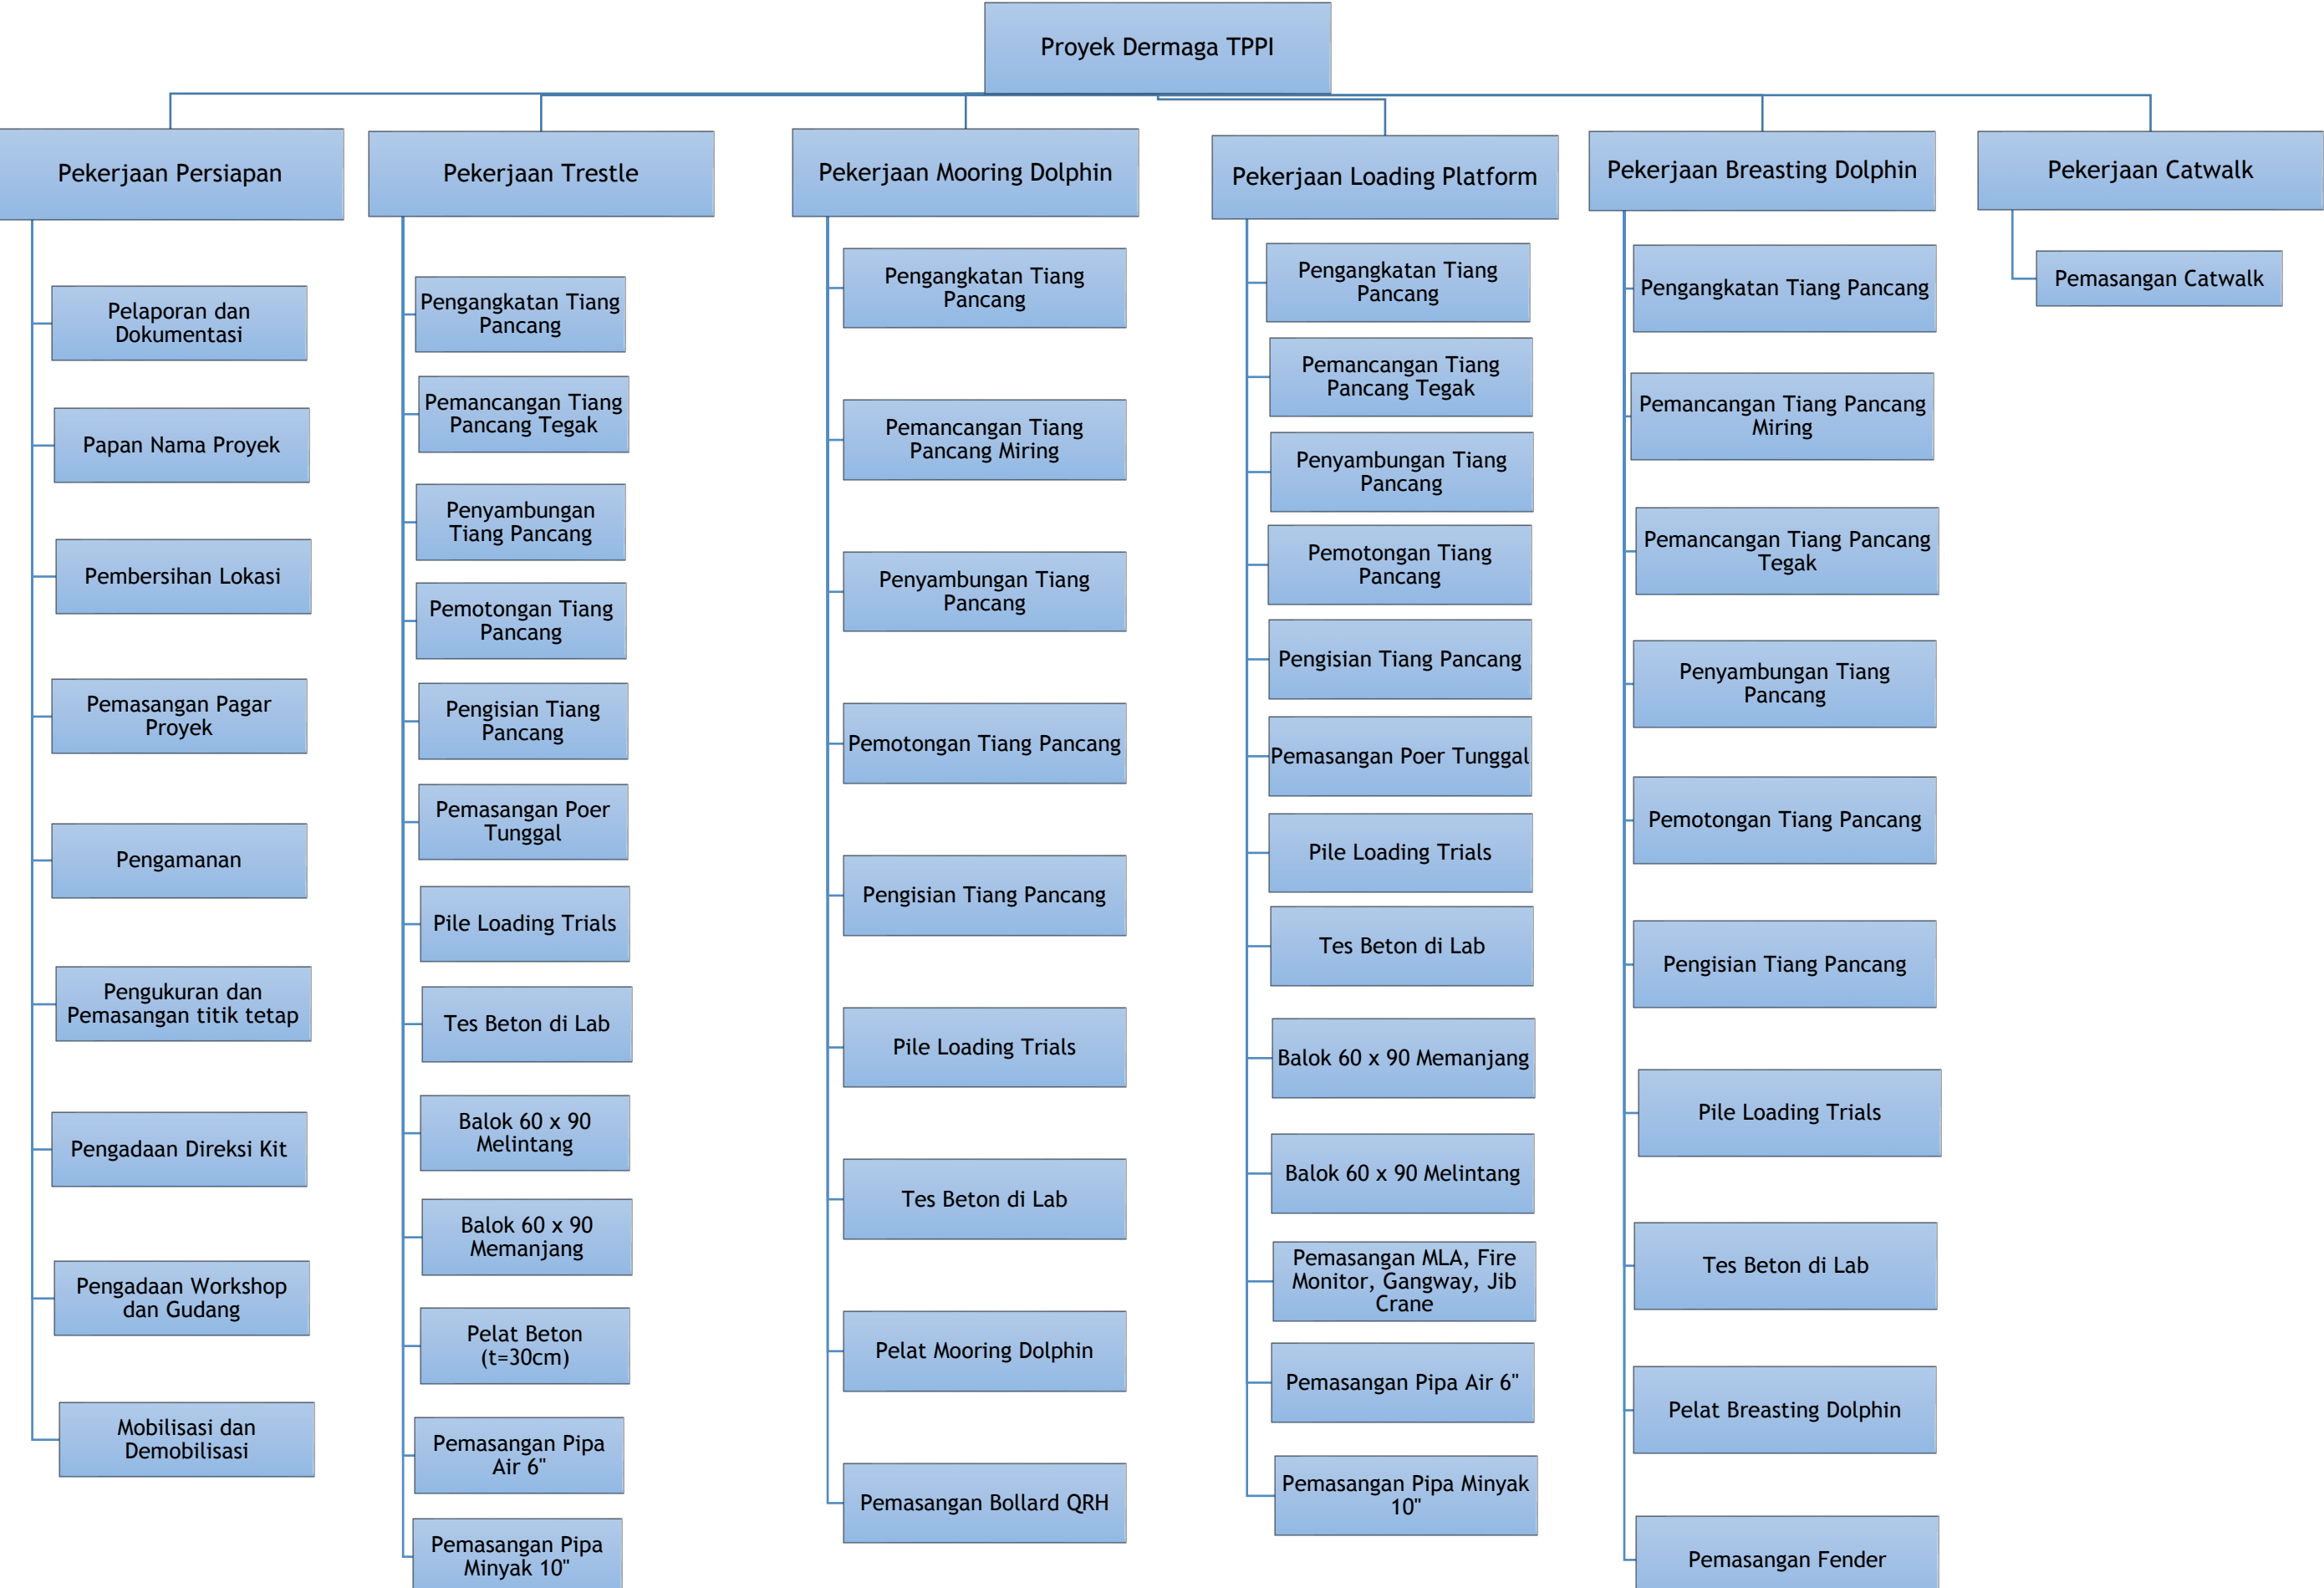 Proyek Dermaga TPPI
Pekerjaan Persiapan
Pelaporan dan
Dokumentasi
Papan Nama Proyek
Pembersihan Lokasi
Pemasangan Pagar
Proyek
Pengamanan
Pengukuran dan
Pemasangan titik tetap
Pengadaan Direksi Kit
Pengadaan Workshop
dan Gudang
Mobilisasi dan
Demobilisasi
Pekerjaan Trestle
Pengangkatan Tiang
Pancang
Pemancangan Tiang
Pancang Tegak
Penyambungan
Tiang Pancang
Pemotongan Tiang
Pancang
Pengisian Tiang
Pancang
Pemasangan Poer
Tunggal
Pile Loading Trials
Tes Beton di Lab
Balok 60 x 90
Melintang
Balok 60 x 90
Memanjang
Pelat Beton
(t=30cm)
Pemasangan Pipa
Air 6"
Pemasangan Pipa
Minyak 10"
Pekerjaan Mooring Dolphin
Pengangkatan Tiang
Pancang
Pemancangan Tiang
Pancang Miring
Penyambungan Tiang
Pancang
Pemotongan Tiang Pancang
Pengisian Tiang Pancang
Pile Loading Trials
Tes Beton di Lab
Pelat Mooring Dolphin
Pemasangan Bollard QRH
Pekerjaan Loading Platform
Pengangkatan Tiang
Pancang
Pemancangan Tiang
Pancang Tegak
Penyambungan Tiang
Pancang
Pemotongan Tiang
Pancang
Pengisian Tiang Pancang
Pemasangan Poer Tunggal
Pile Loading Trials
Tes Beton di Lab
Balok 60 x 90 Memanjang
Balok 60 x 90 Melintang
Pemasangan MLA, Fire
Monitor, Gangway, Jib
Crane
Pemasangan Pipa Air 6"
Pemasangan Pipa Minyak
10"
Pekerjaan Breasting Dolphin
Pengangkatan Tiang Pancang
Pemancangan Tiang Pancang
Miring
Pemancangan Tiang Pancang
Tegak
Penyambungan Tiang
Pancang
Pemotongan Tiang Pancang
Pengisian Tiang Pancang
Pile Loading Trials
Tes Beton di Lab
Pelat Breasting Dolphin
Pemasangan Fender
Pekerjaan Catwalk
Pemasangan Catwalk